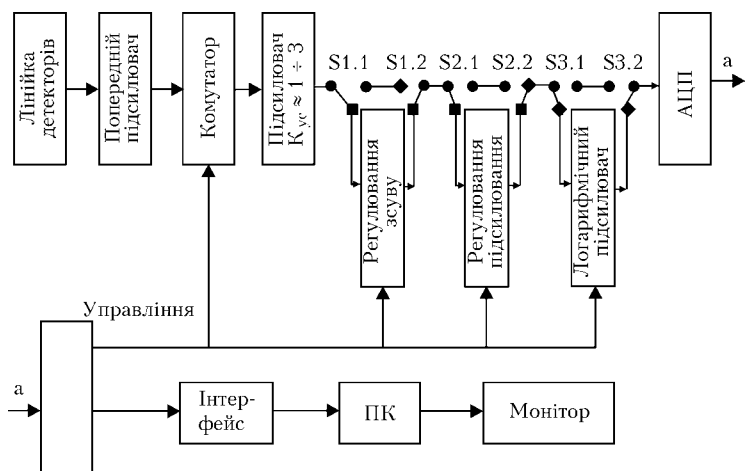 Лінійка
детекторів
Попередній
підсилювач
Комутатор
Підсилювач
Kус ≈ 1 ÷ 3
S1.1
S1.2
S2.1
S2.2
S3.1
S3.2
АЦП
a
Регулювання
зсуву
Регулювання
підсилювання
Логарифмічний
підсилювач
Управління
a
Інтер-
фейс
ПК
Монітор